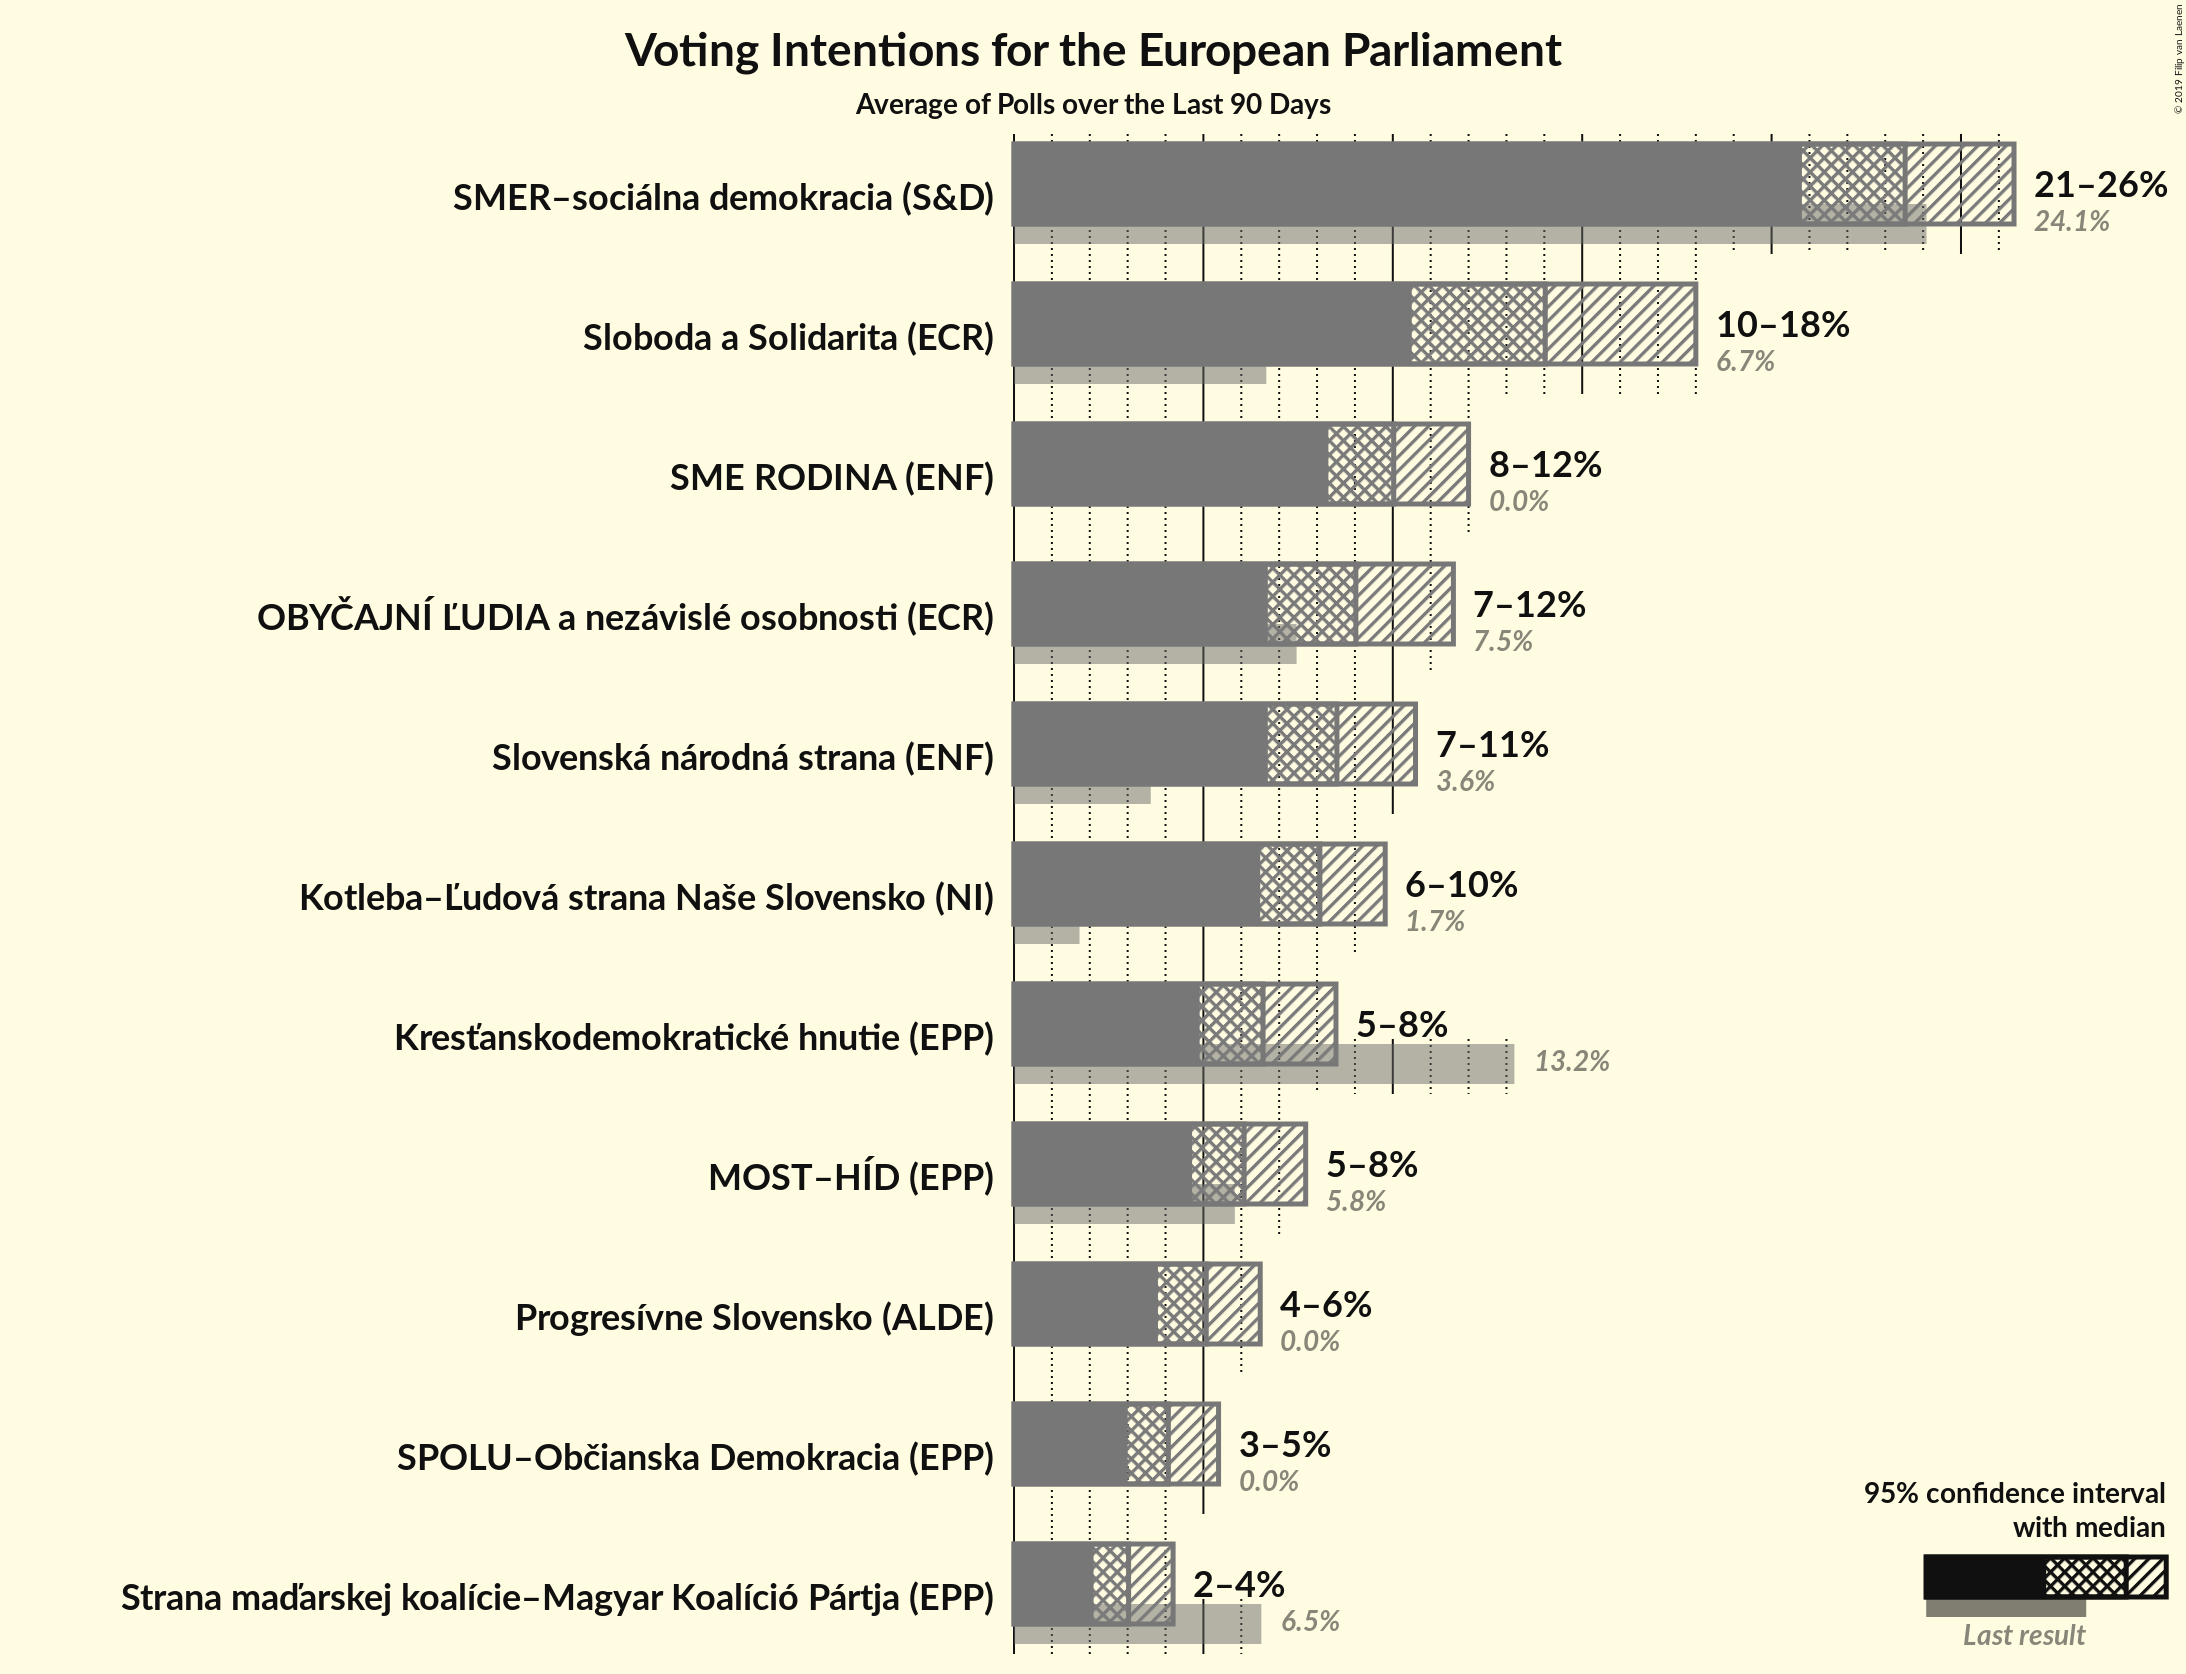 © 2019 Filip van Laenen
Voting Intentions for the European Parliament
Average of Polls over the Last 90 Days
SMER–sociálna demokracia (S&D)
21–26%
24.1%
Sloboda a Solidarita (ECR)
10–18%
6.7%
SME RODINA (ENF)
8–12%
0.0%
OBYČAJNÍ ĽUDIA a nezávislé osobnosti (ECR)
7–12%
7.5%
Slovenská národná strana (ENF)
7–11%
3.6%
Kotleba–Ľudová strana Naše Slovensko (NI)
6–10%
1.7%
Kresťanskodemokratické hnutie (EPP)
5–8%
13.2%
MOST–HÍD (EPP)
5–8%
5.8%
Progresívne Slovensko (ALDE)
4–6%
0.0%
SPOLU–Občianska Demokracia (EPP)
3–5%
0.0%
Strana maďarskej koalície–Magyar Koalíció Pártja (EPP)
2–4%
6.5%
95% confidence interval
with median
Last result